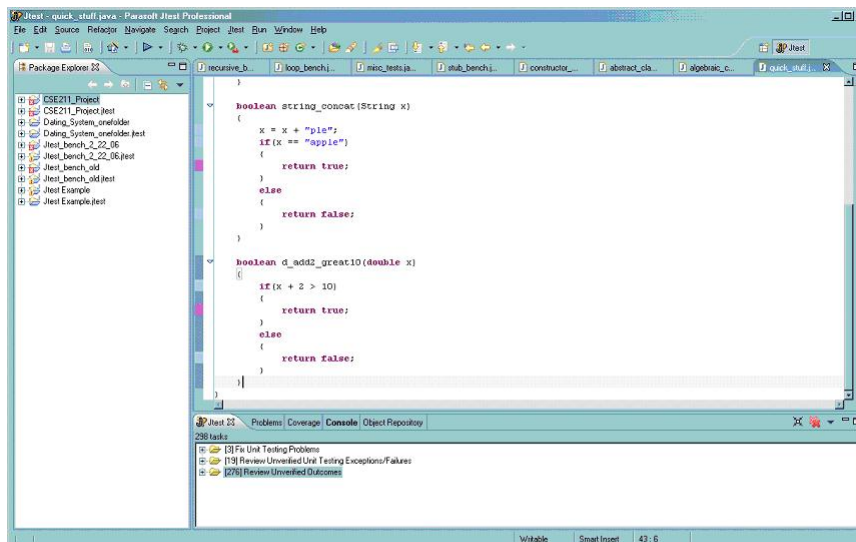 Jtest - quick_stuff.java - Parasoft Jtest Professional
File Edit Source Refactor Navigate Search Project Jtest Run Window Help
Jtest
Package Explorer
recursive_b... loop_bench.j... misc_tests.ja... stub_bench.j... constructor_... abstract_cla... algebraic_c... quick_stuff.j...
CSE211_Project
CSE211_Project.jtest
Dating_System_onefolder
Dating_System_onefolder.jtest
Jtest_bench_2_22_06
Jtest_bench_2_22_06.jtest
Jtest_bench_old
Jtest_bench_old.jtest
Jtest Example
Jtest Example.jtest
}
boolean string_concat(String x)
{
x = x + "ple";
if(x == "apple")
{
return true;
}
else
{
return false;
}
}
boolean d_add2_great10(double x)
{
if(x + 2 > 10)
{
return true;
}
else
{
return false;
}
}
}
Jtest Problems Coverage Console Object Repository
298 tasks
[3] Fix Unit Testing Problems
[19] Review Unverified Unit Testing Exceptions/Failures
[276] Review Unverified Outcomes
Writable Smart Insert 43 : 6